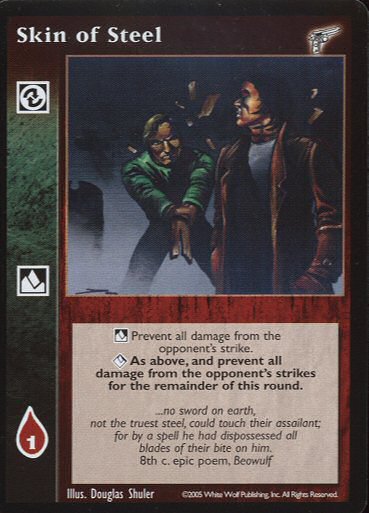 Skin of Steel
Prevent all damage from the
opponent's strike.
As above, and prevent all
damage from the opponent's strikes
for the remainder of this round.
...no sword on earth,
not the truest steel, could touch their assailant;
for by a spell he had dispossessed all
blades of their bite on him.
8th c. epic poem, Beowulf
1
Illus. Douglas Shuler
©2005 White Wolf Publishing, Inc. All Rights Reserved.